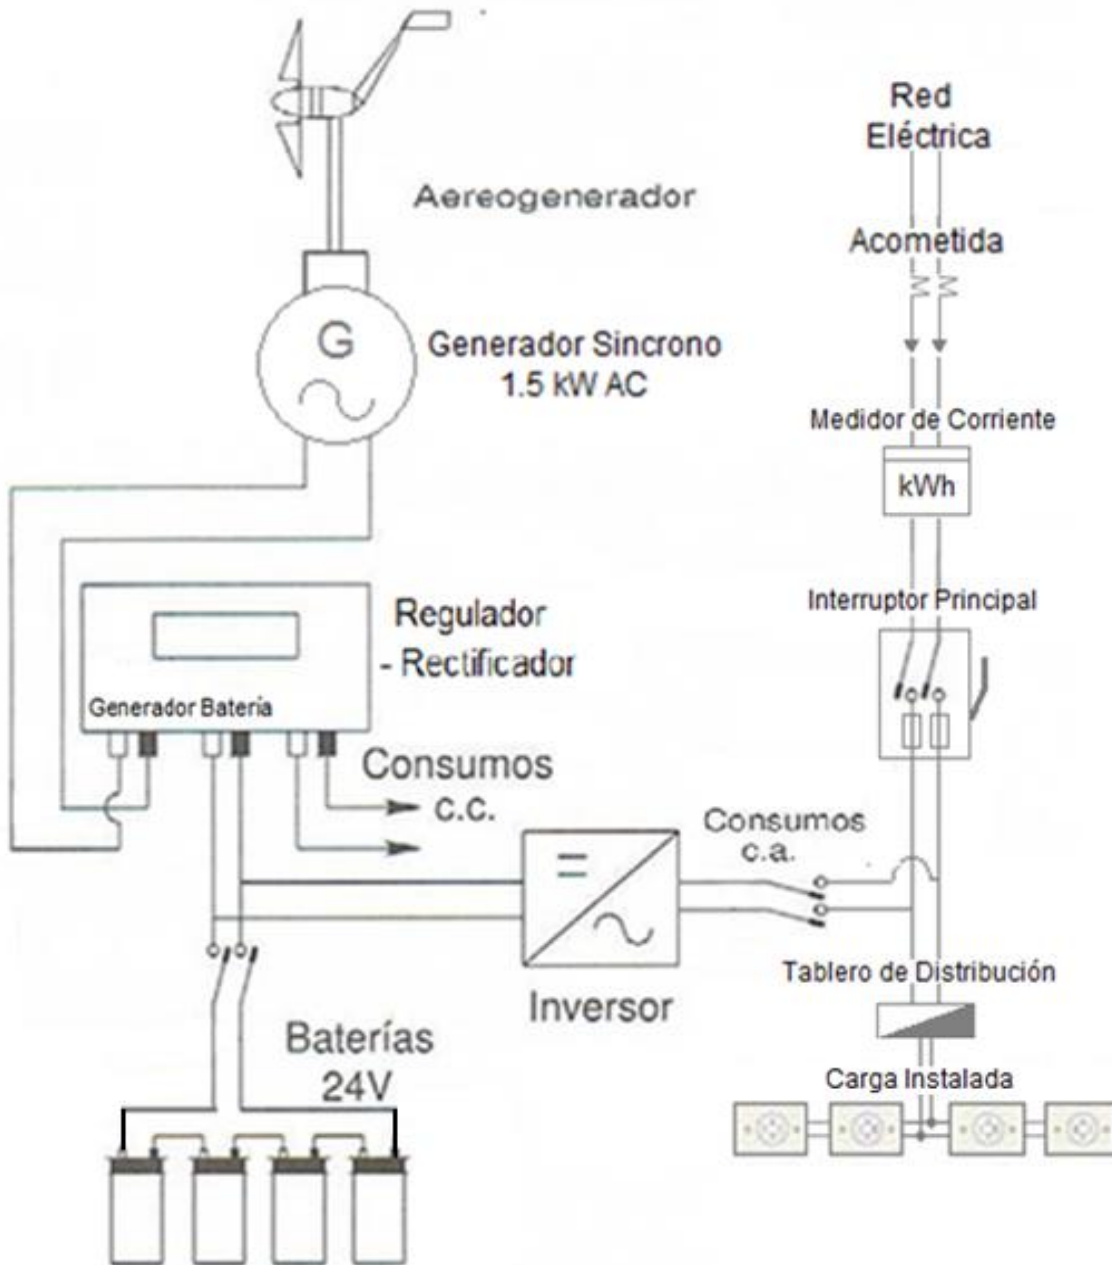 Aereogenerador
G
Generador Sincrono
1.5 kW AC
Regulador
- Rectificador
Generador Batería
Consumos
c.c.
Inversor
Baterías
24V
Red
Eléctrica
Acometida
Medidor de Corriente
kWh
Interruptor Principal
Consumos
c.a.
Tablero de Distribución
Carga Instalada